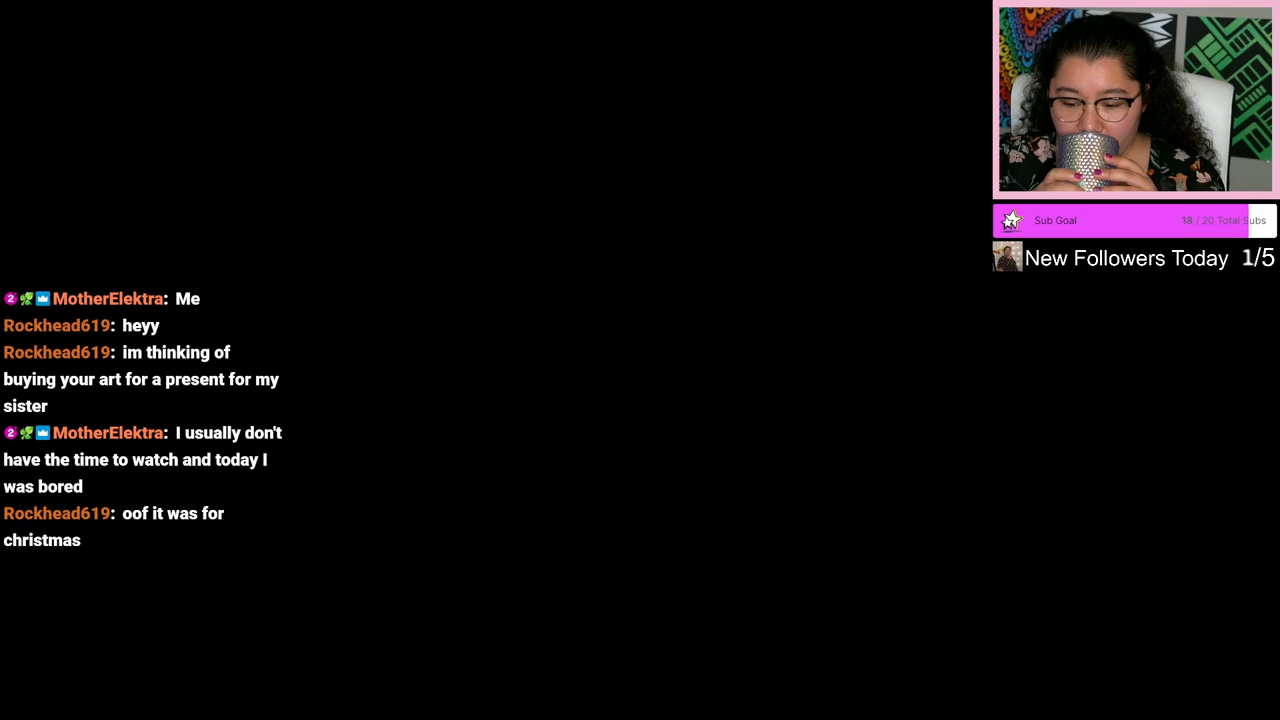 Sub Goal 18 / 20 Total Subs
New Followers Today 1/5
2 MotherElektra: Me
Rockhead619: heyy
Rockhead619: im thinking of
buying your art for a present for my
sister
2 MotherElektra: I usually don't
have the time to watch and today I
was bored
Rockhead619: oof it was for
christmas